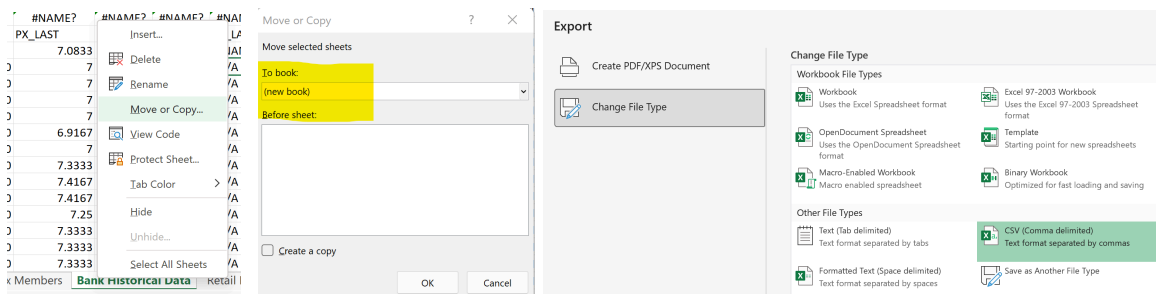 #NAME? #NAME? #NAME? #NAM
PX_LAST
7.0833
7
7
7
7
6.9167
7
7.3333
7.4167
7.4167
7.25
7.3333
7.3333
7.3333
Insert...
Delete
Rename
Move or Copy...
View Code
Protect Sheet...
Tab Color
Hide
Unhide...
Select All Sheets
x Members Bank Historical Data Retail
Move or Copy ?
Move selected sheets
To book:
(new book)
Before sheet:
Create a copy
OK Cancel
Export
Create PDF/XPS Document
Change File Type
Change File Type
Workbook File Types
Workbook
Uses the Excel Spreadsheet format
Excel 97-2003 Workbook
Uses the Excel 97-2003 Spreadsheet
format
OpenDocument Spreadsheet
Uses the OpenDocument Spreadsheet
format
Template
Starting point for new spreadsheets
Macro-Enabled Workbook
Macro enabled spreadsheet
Binary Workbook
Optimized for fast loading and saving
Other File Types
Text (Tab delimited)
Text format separated by tabs
CSV (Comma delimited)
Text format separated by commas
Formatted Text (Space delimited)
Text format separated by spaces
Save as Another File Type